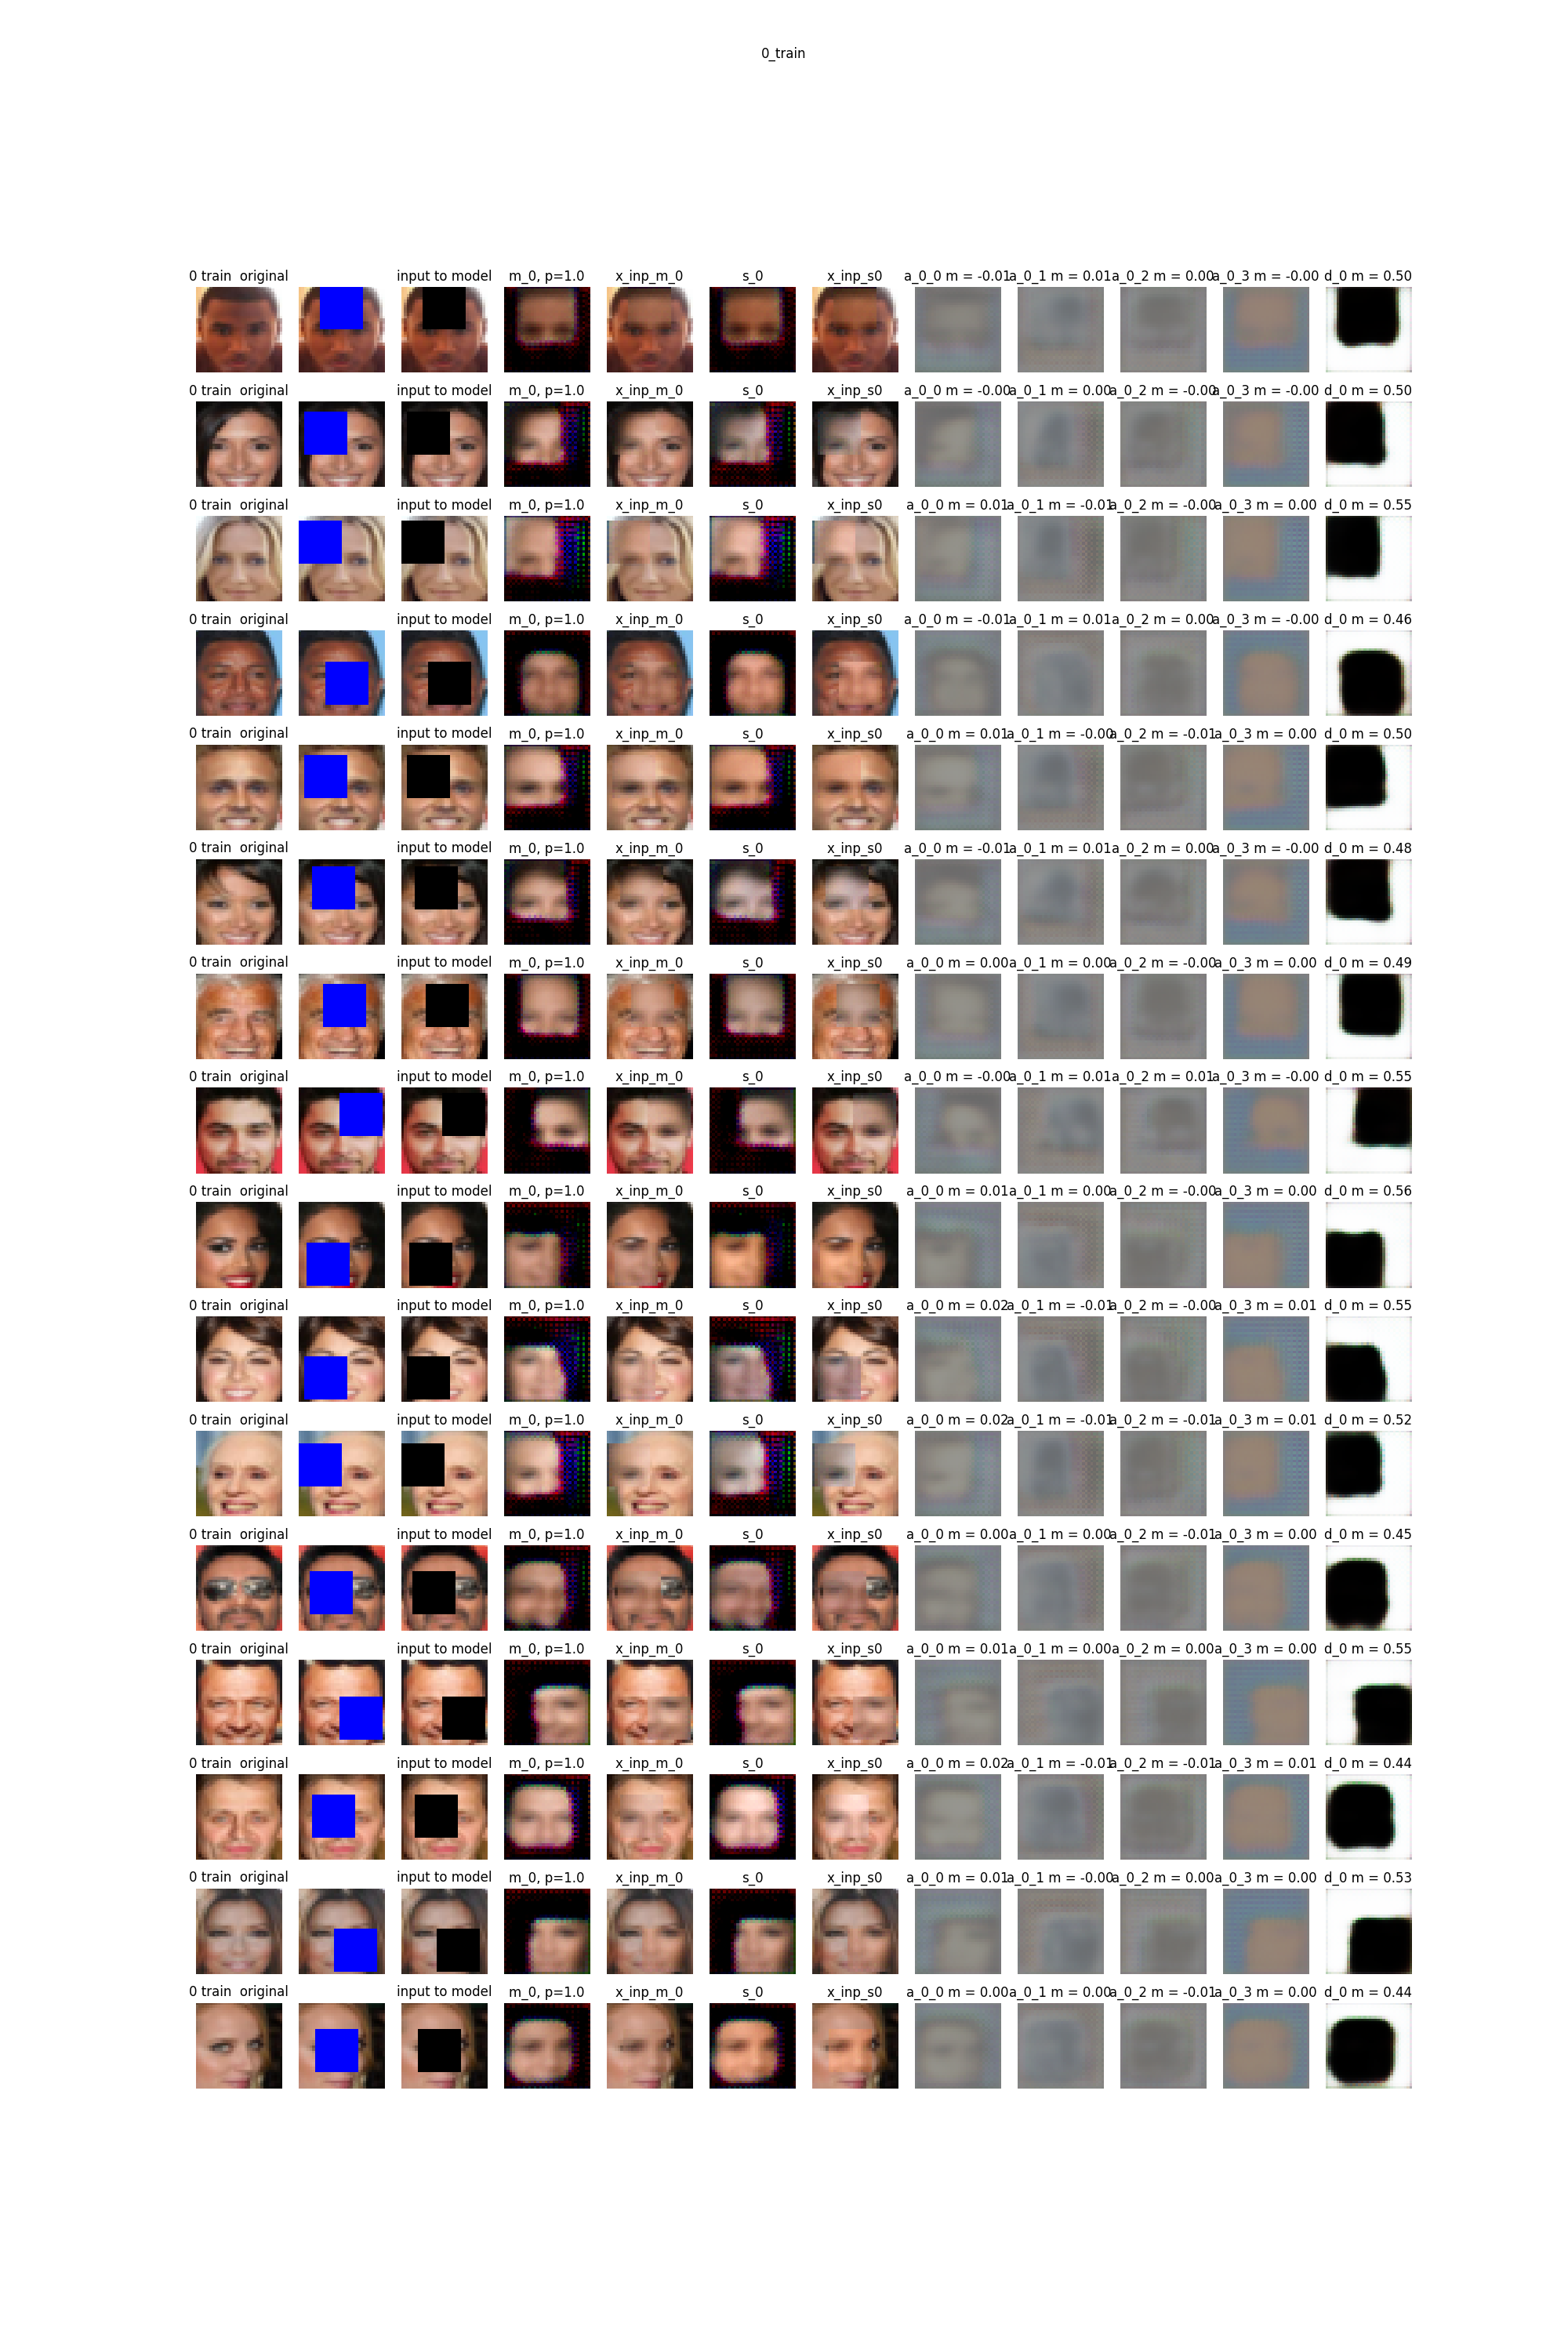 0_train
0 train  original input to model m_0, p=1.0 x_inp_m_0 s_0 x_inp_s0 a_0_0 m = -0.01 a_0_1 m = 0.01 a_0_2 m = 0.00 a_0_3 m = -0.00 d_0 m = 0.50
0 train  original input to model m_0, p=1.0 x_inp_m_0 s_0 x_inp_s0 a_0_0 m = -0.00 a_0_1 m = 0.00 a_0_2 m = -0.00 a_0_3 m = -0.00 d_0 m = 0.50
0 train  original input to model m_0, p=1.0 x_inp_m_0 s_0 x_inp_s0 a_0_0 m = 0.01 a_0_1 m = -0.01 a_0_2 m = -0.00 a_0_3 m = 0.00 d_0 m = 0.55
0 train  original input to model m_0, p=1.0 x_inp_m_0 s_0 x_inp_s0 a_0_0 m = -0.01 a_0_1 m = 0.01 a_0_2 m = 0.00 a_0_3 m = -0.00 d_0 m = 0.46
0 train  original input to model m_0, p=1.0 x_inp_m_0 s_0 x_inp_s0 a_0_0 m = 0.01 a_0_1 m = -0.00 a_0_2 m = -0.01 a_0_3 m = 0.00 d_0 m = 0.50
0 train  original input to model m_0, p=1.0 x_inp_m_0 s_0 x_inp_s0 a_0_0 m = -0.01 a_0_1 m = 0.01 a_0_2 m = 0.00 a_0_3 m = -0.00 d_0 m = 0.48
0 train  original input to model m_0, p=1.0 x_inp_m_0 s_0 x_inp_s0 a_0_0 m = 0.00 a_0_1 m = 0.00 a_0_2 m = -0.00 a_0_3 m = 0.00 d_0 m = 0.49
0 train  original input to model m_0, p=1.0 x_inp_m_0 s_0 x_inp_s0 a_0_0 m = -0.00 a_0_1 m = 0.01 a_0_2 m = 0.01 a_0_3 m = -0.00 d_0 m = 0.55
0 train  original input to model m_0, p=1.0 x_inp_m_0 s_0 x_inp_s0 a_0_0 m = 0.01 a_0_1 m = 0.00 a_0_2 m = -0.00 a_0_3 m = 0.00 d_0 m = 0.56
0 train  original input to model m_0, p=1.0 x_inp_m_0 s_0 x_inp_s0 a_0_0 m = 0.02 a_0_1 m = -0.01 a_0_2 m = -0.00 a_0_3 m = 0.01 d_0 m = 0.55
0 train  original input to model m_0, p=1.0 x_inp_m_0 s_0 x_inp_s0 a_0_0 m = 0.02 a_0_1 m = -0.01 a_0_2 m = -0.01 a_0_3 m = 0.01 d_0 m = 0.52
0 train  original input to model m_0, p=1.0 x_inp_m_0 s_0 x_inp_s0 a_0_0 m = 0.00 a_0_1 m = 0.00 a_0_2 m = -0.01 a_0_3 m = 0.00 d_0 m = 0.45
0 train  original input to model m_0, p=1.0 x_inp_m_0 s_0 x_inp_s0 a_0_0 m = 0.01 a_0_1 m = 0.00 a_0_2 m = 0.00 a_0_3 m = 0.00 d_0 m = 0.55
0 train  original input to model m_0, p=1.0 x_inp_m_0 s_0 x_inp_s0 a_0_0 m = 0.02 a_0_1 m = -0.01 a_0_2 m = -0.01 a_0_3 m = 0.01 d_0 m = 0.44
0 train  original input to model m_0, p=1.0 x_inp_m_0 s_0 x_inp_s0 a_0_0 m = 0.01 a_0_1 m = -0.00 a_0_2 m = 0.00 a_0_3 m = 0.00 d_0 m = 0.53
0 train  original input to model m_0, p=1.0 x_inp_m_0 s_0 x_inp_s0 a_0_0 m = 0.00 a_0_1 m = 0.00 a_0_2 m = -0.01 a_0_3 m = 0.00 d_0 m = 0.44